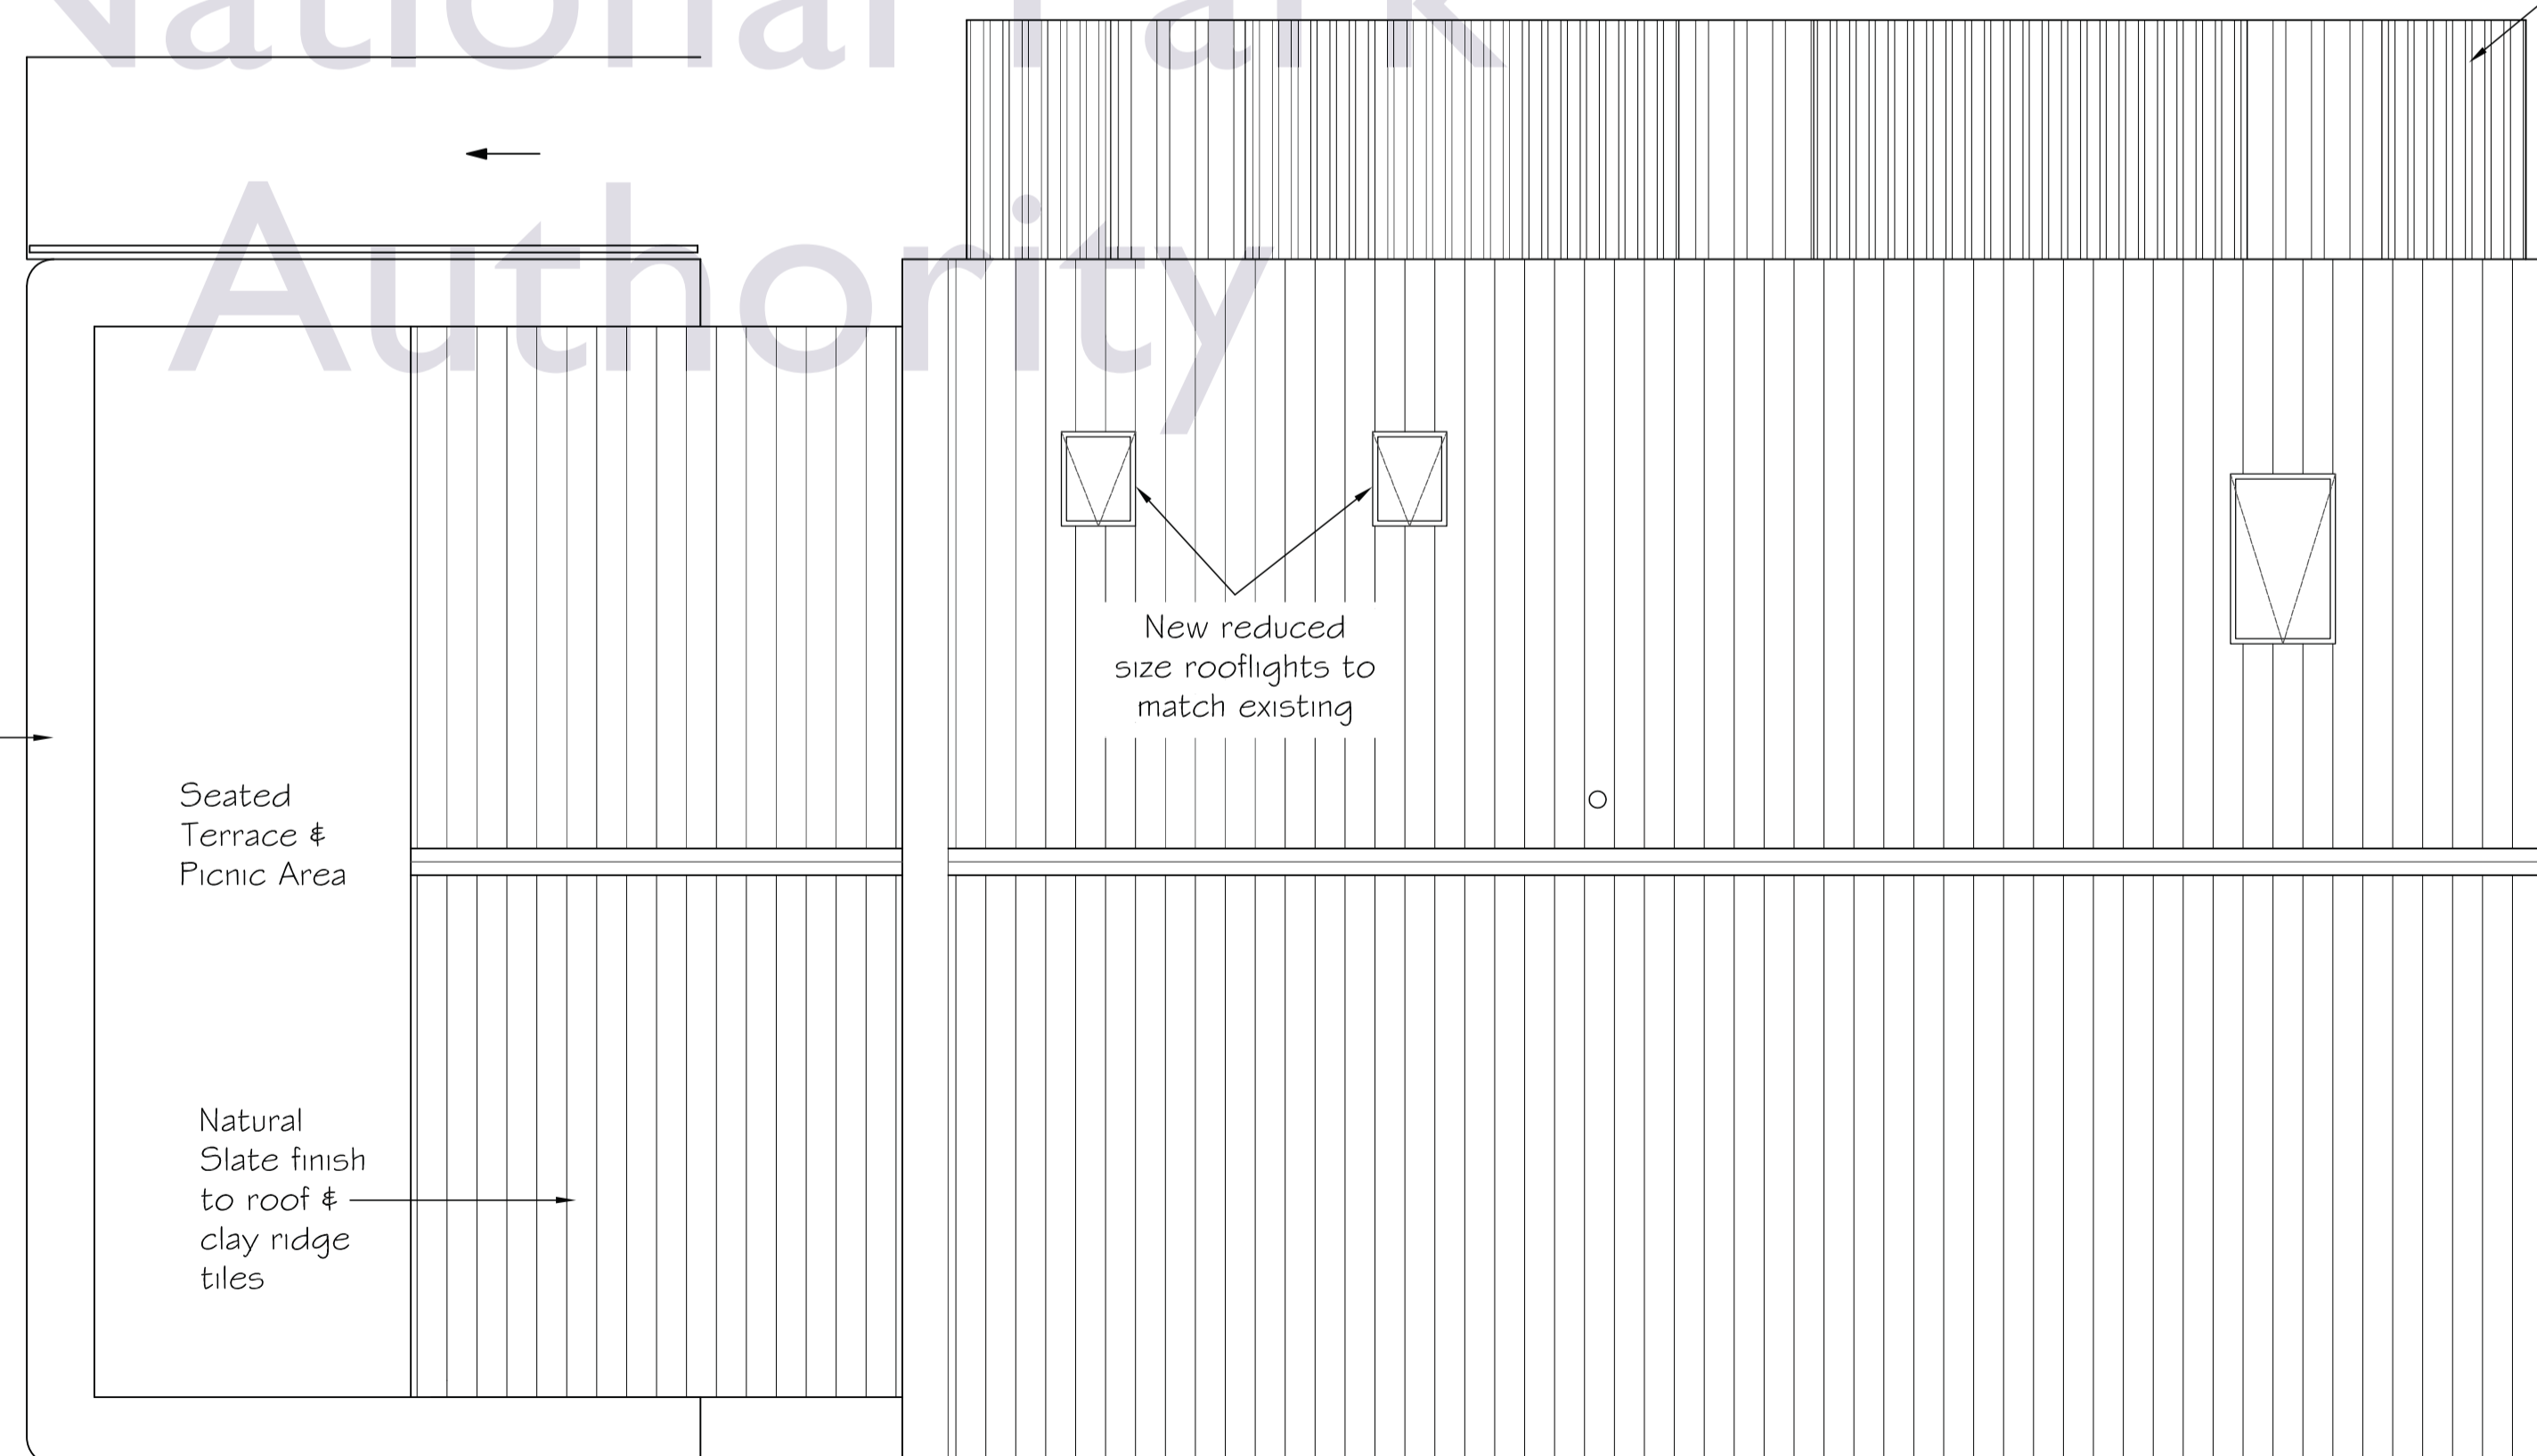 National Park
Authority
New reduced
size rooflights to
match existing
Seated
Terrace &
Picnic Area
Natural
Slate finish
to roof &
clay ridge
tiles